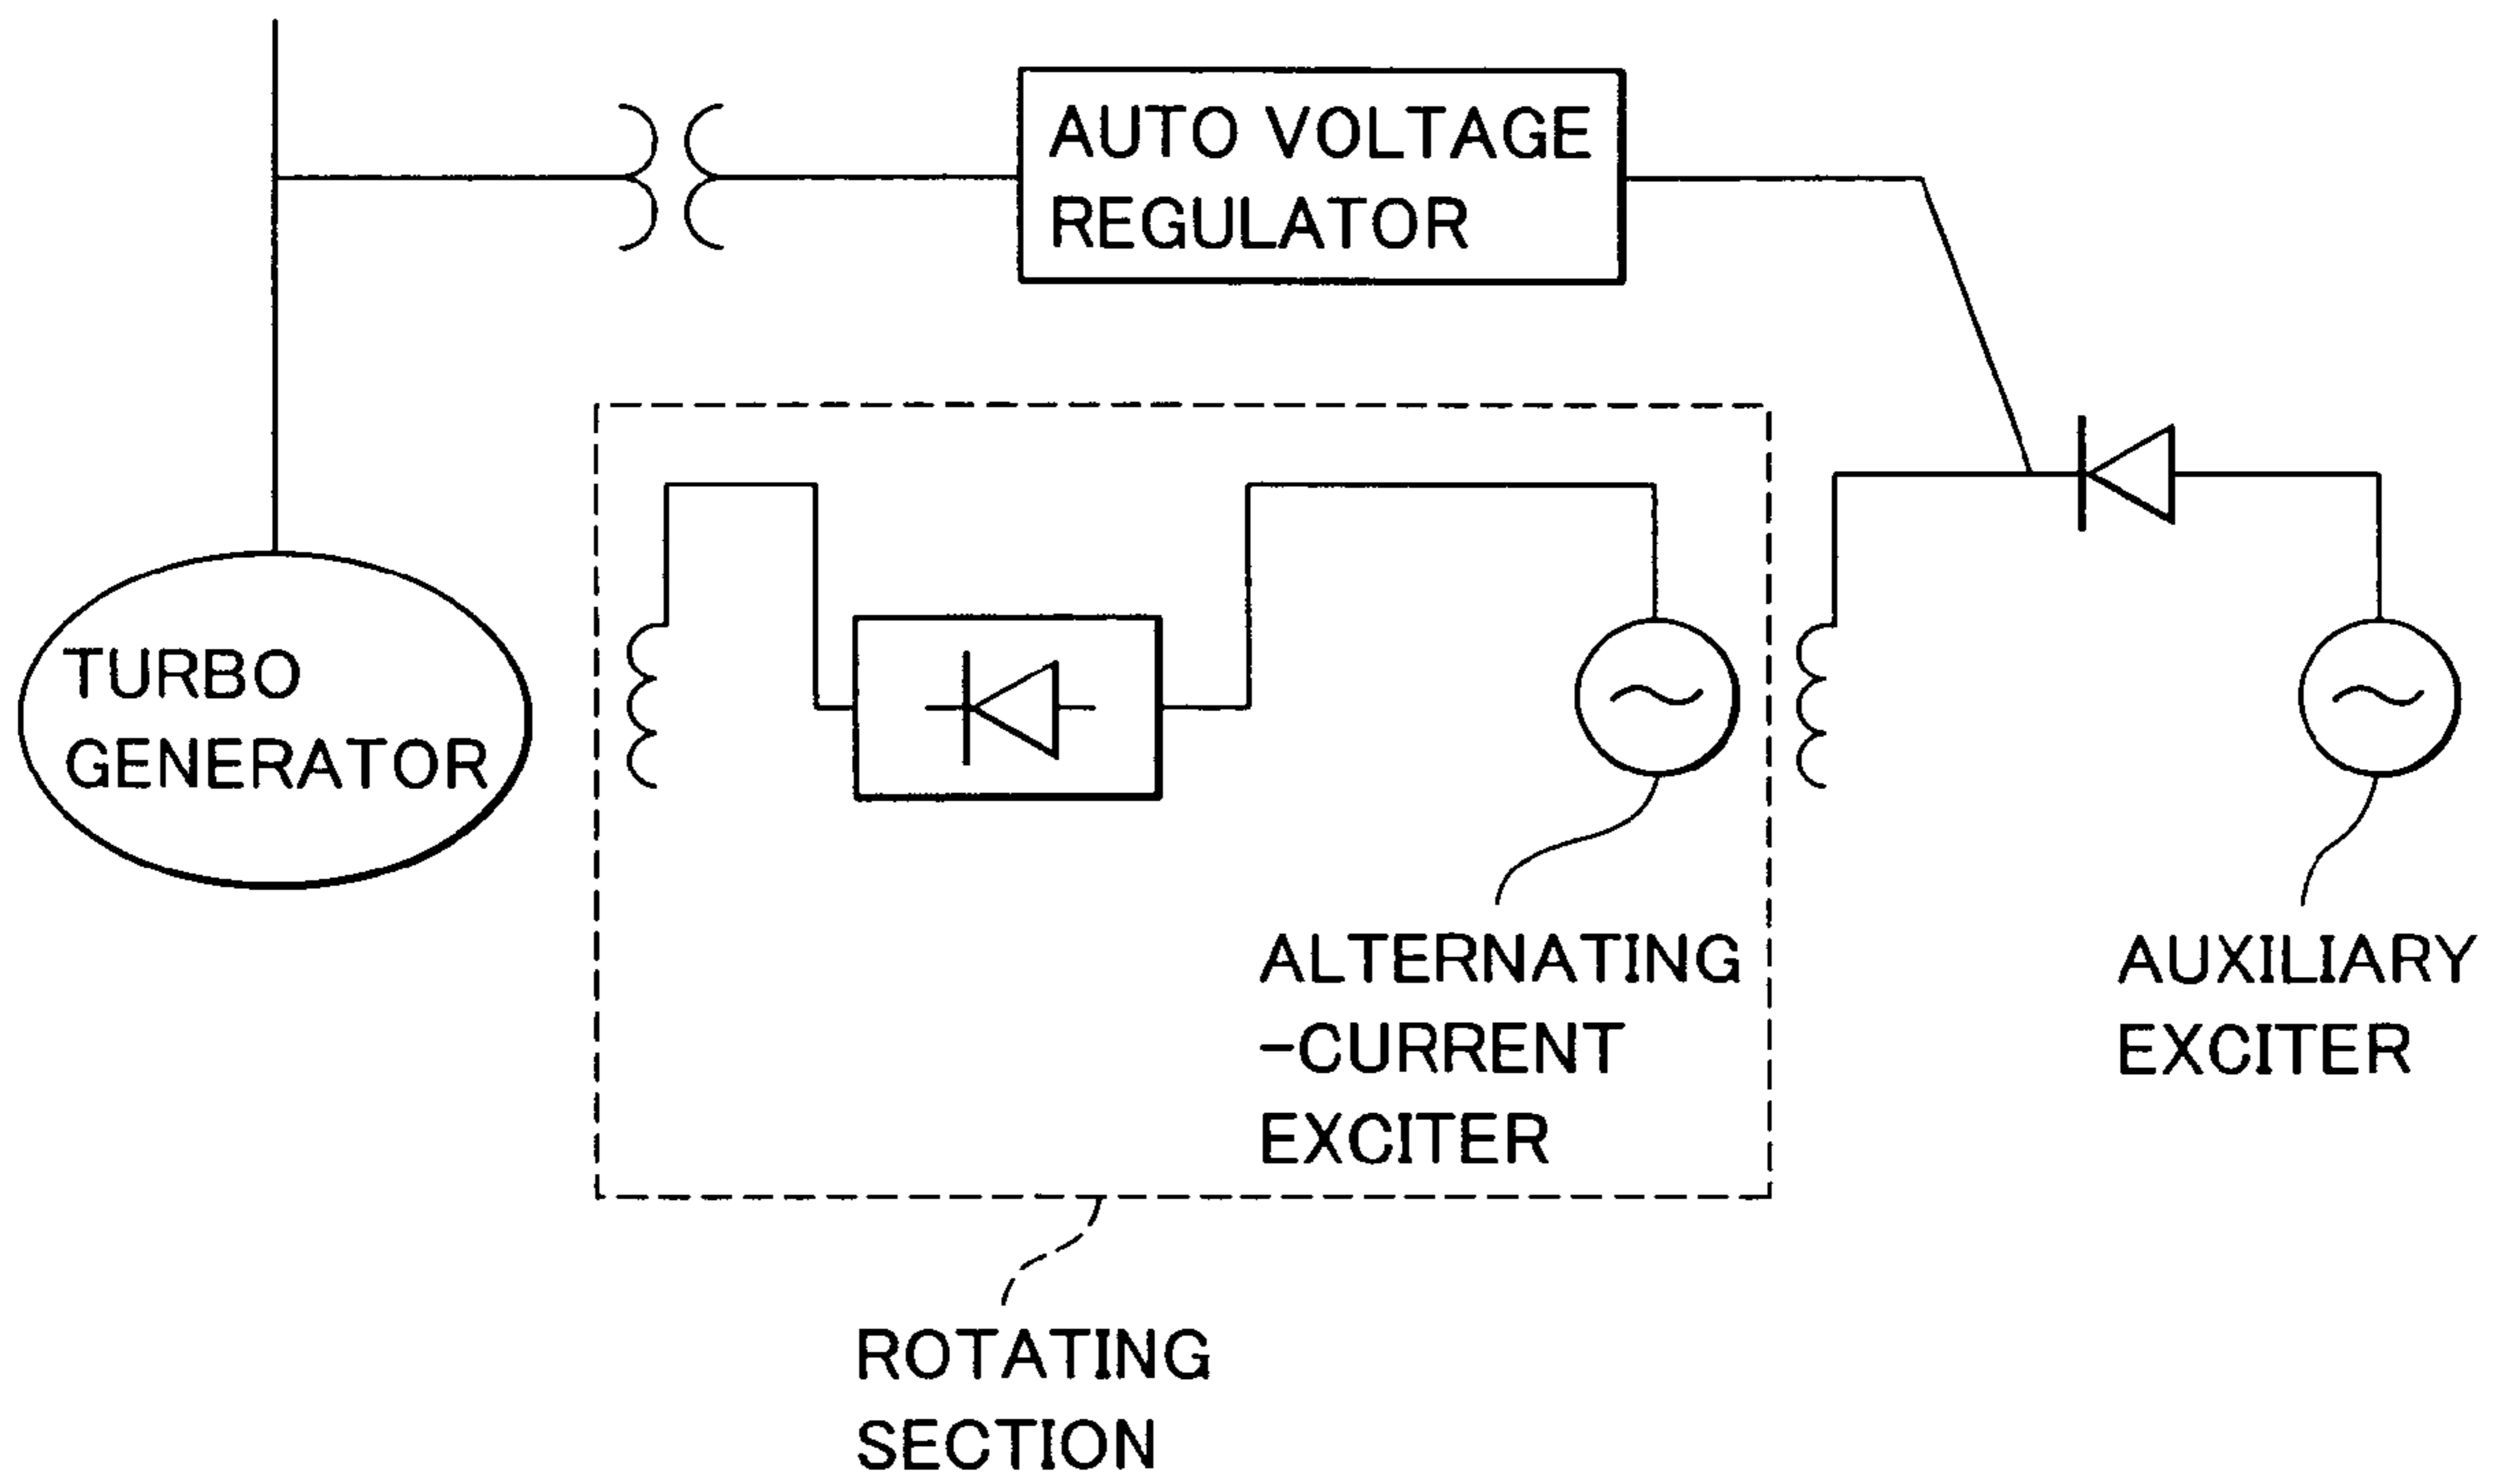 AUTO VOLTAGE
REGULATOR
TURBO
GENERATOR
ALTERNATING
-CURRENT
EXCITER
AUXILIARY
EXCITER
ROTATING
SECTION